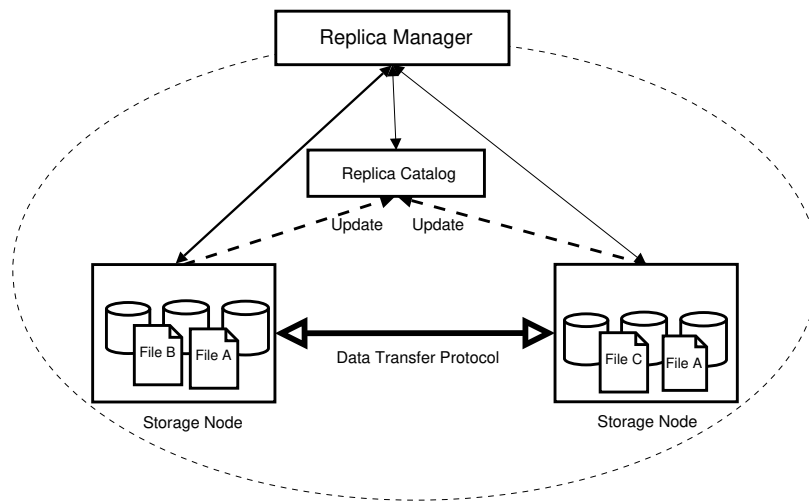 Replica Manager
Replica Catalog
Update
Update
File B
File A
Data Transfer Protocol
File C
File A
Storage Node
Storage Node